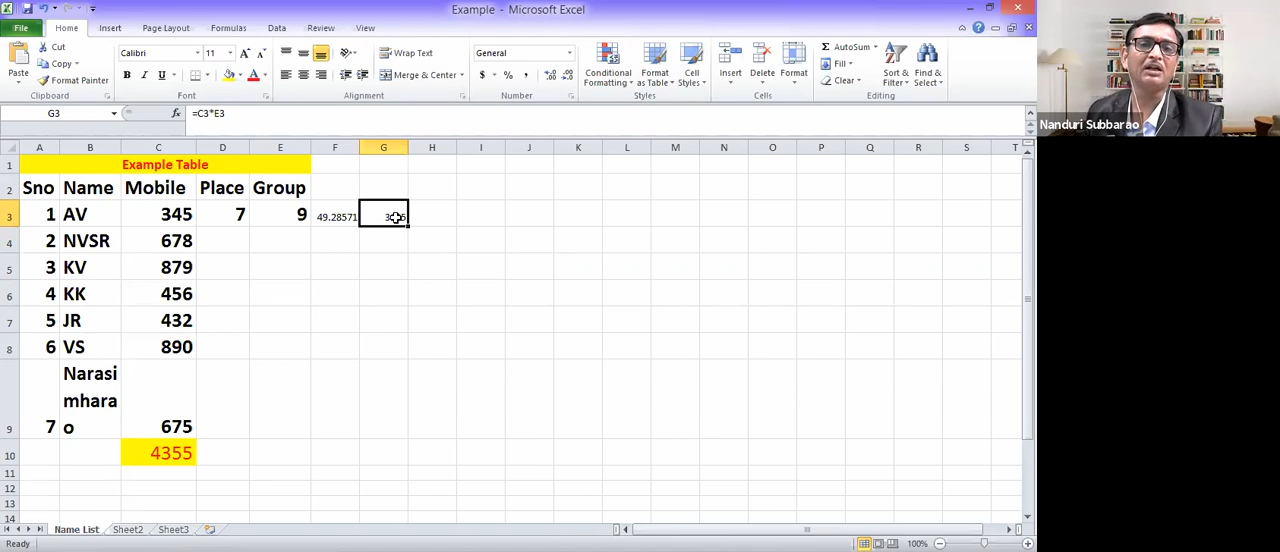 Example - Microsoft Excel
File Home Insert Page Layout Formulas Data Review View
Cut
Copy
Format Painter
Paste
Clipboard
Calibri 11
B I U
Font
Wrap Text
Merge & Center
Alignment
General
$ % ,
Number
Conditional Formatting
Format as Table
Cell Styles
Styles
Insert Delete Format
Cells
AutoSum
Fill
Clear
Sort & Filter
Find & Select
Editing
G3 fx =C3*E3
A B C D E G H I J K L M N O P Q R S T
1 Example Table
2 Sno Name Mobile Place Group
3 1 AV 345 7 9 49.28571
4 2 NVSR 678
5 3 KV 879
6 4 KK 456
7 5 JR 432
8 6 VS 890
Narasi
mhara
9 7 o 675
10 4355
11
12
13
14
Name List Sheet2 Sheet3
Ready 100%
Nanduri Subbarao